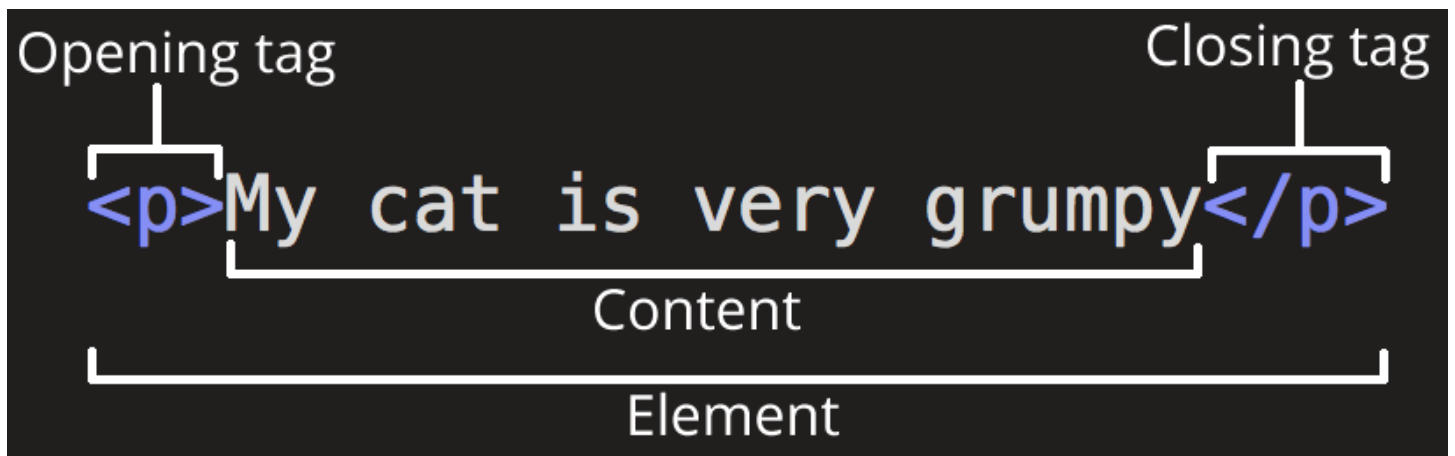 Opening tag Closing tag
<p>My cat is very grumpy</p>
Content
Element